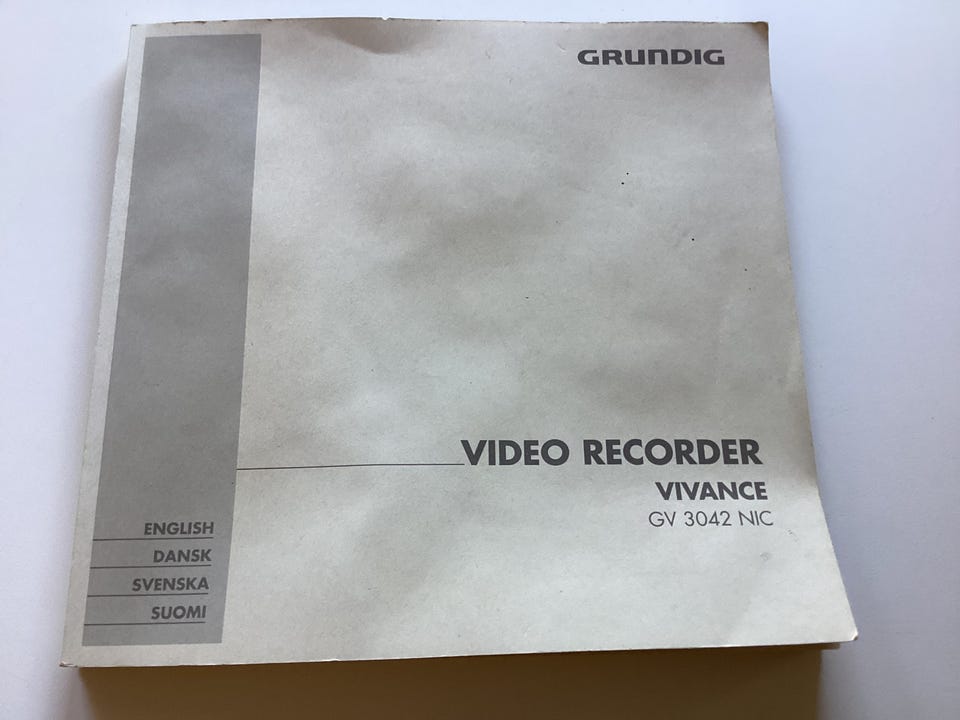 GRUNDIG
VIDEO RECORDER
VIVANCE
GV 3042 NIC
ENGLISH
DANSK
SVENSKA
SUOMI